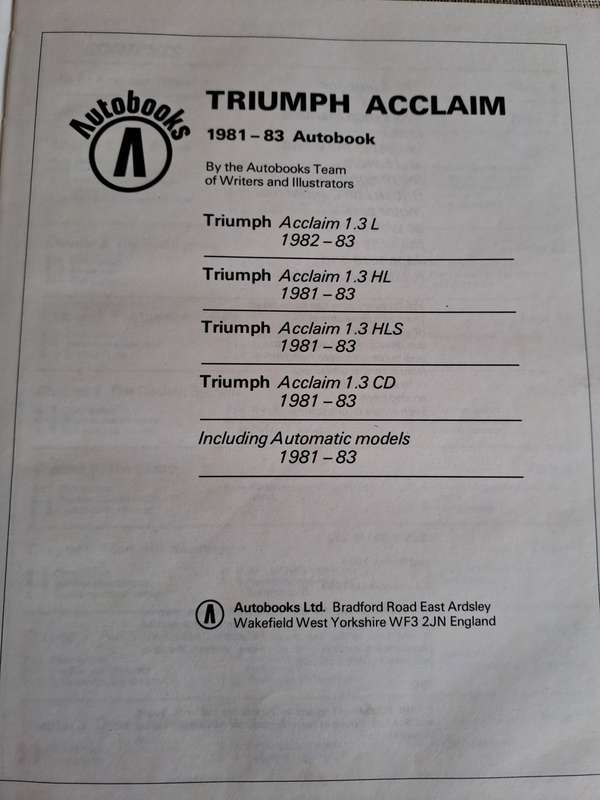 Autobooks
TRIUMPH ACCLAIM
1981-83 Autobook
By the Autobooks Team
of Writers and Illustrators
Triumph Acclaim 1.3 L
1982-83
Triumph Acclaim 1.3 HL
1981-83
Triumph Acclaim 1.3 HLS
1981-83
Triumph Acclaim 1.3 CD
1981-83
Including Automatic models
1981-83
Autobooks Ltd. Bradford Road East Ardsley
Wakefield West Yorkshire WF3 2JN England